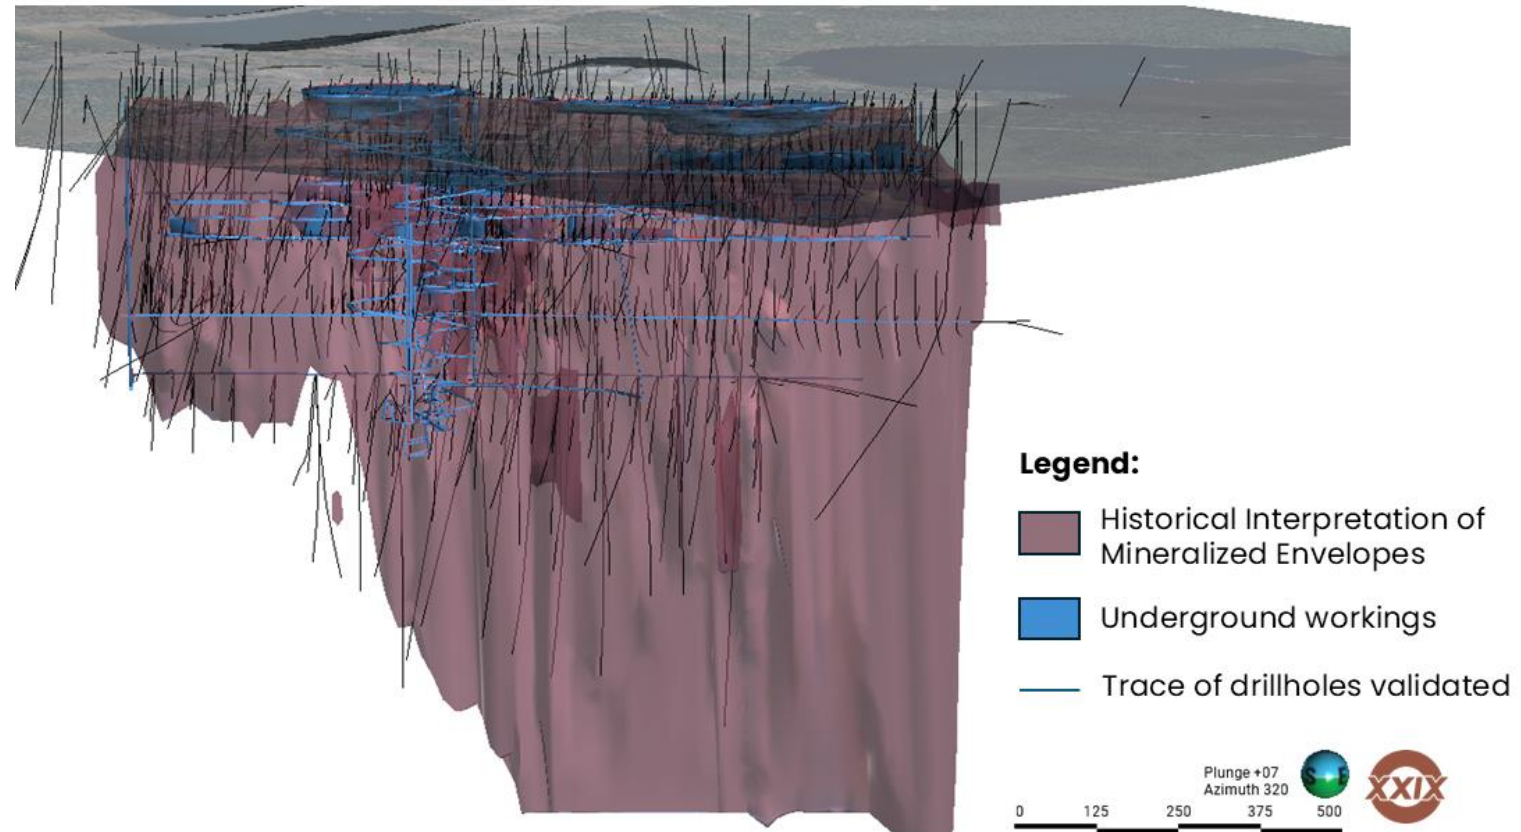 Legend:
Historical Interpretation of
Mineralized Envelopes
Underground workings
Trace of drillholes validated
Plunge +07
Azimuth 320
S E
XXIX
0 125 250 375 500